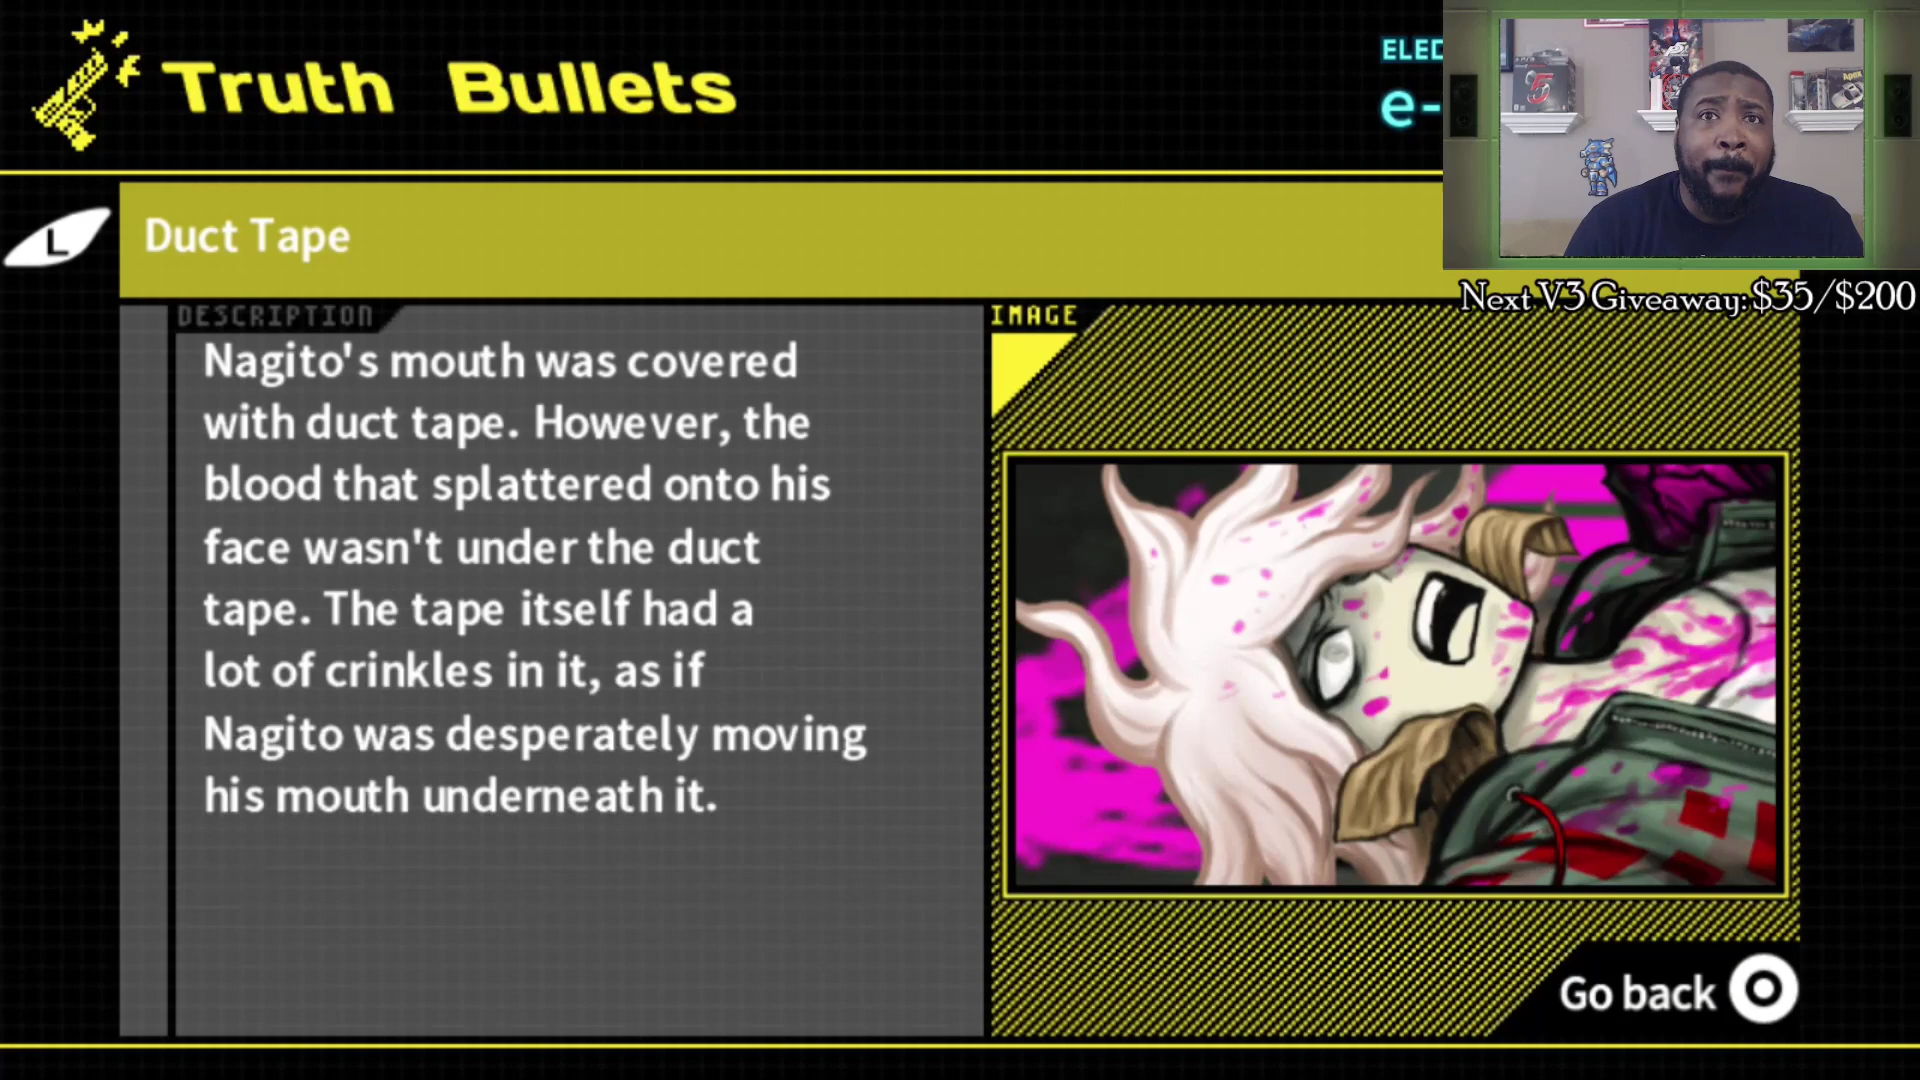 Truth Bullets
ELEC
e-
L
Duct Tape
Next V3 Giveaway: $35/$200
DESCRIPTION
IMAGE
Nagito's mouth was covered
with duct tape. However, the
blood that splattered onto his
face wasn't under the duct
tape. The tape itself had a
lot of crinkles in it, as if
Nagito was desperately moving
his mouth underneath it.
Go back